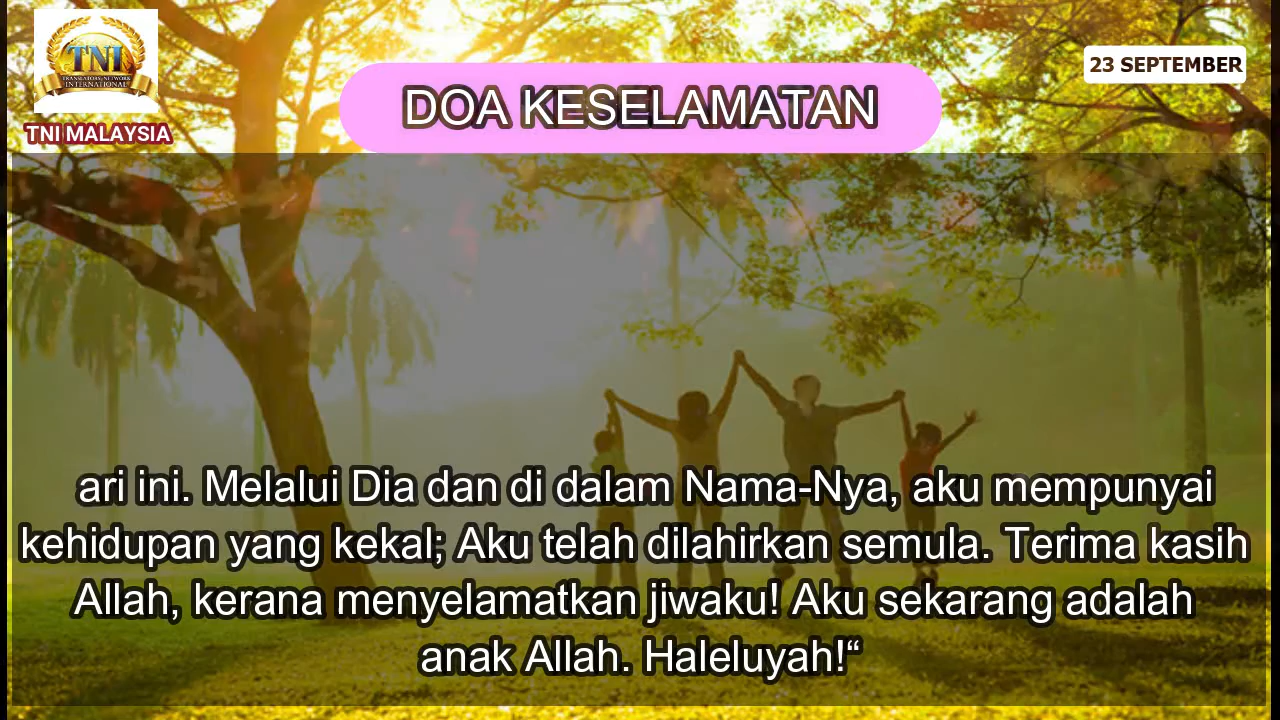 TNI
TRANSLATORS NETWORK
INTERNATIONAL
TNI MALAYSIA
DOA KESELAMATAN
23 SEPTEMBER
ari ini. Melalui Dia dan di dalam Nama-Nya, aku mempunyai
kehidupan yang kekal; Aku telah dilahirkan semula. Terima kasih
Allah, kerana menyelamatkan jiwaku! Aku sekarang adalah
anak Allah. Haleluyah!“